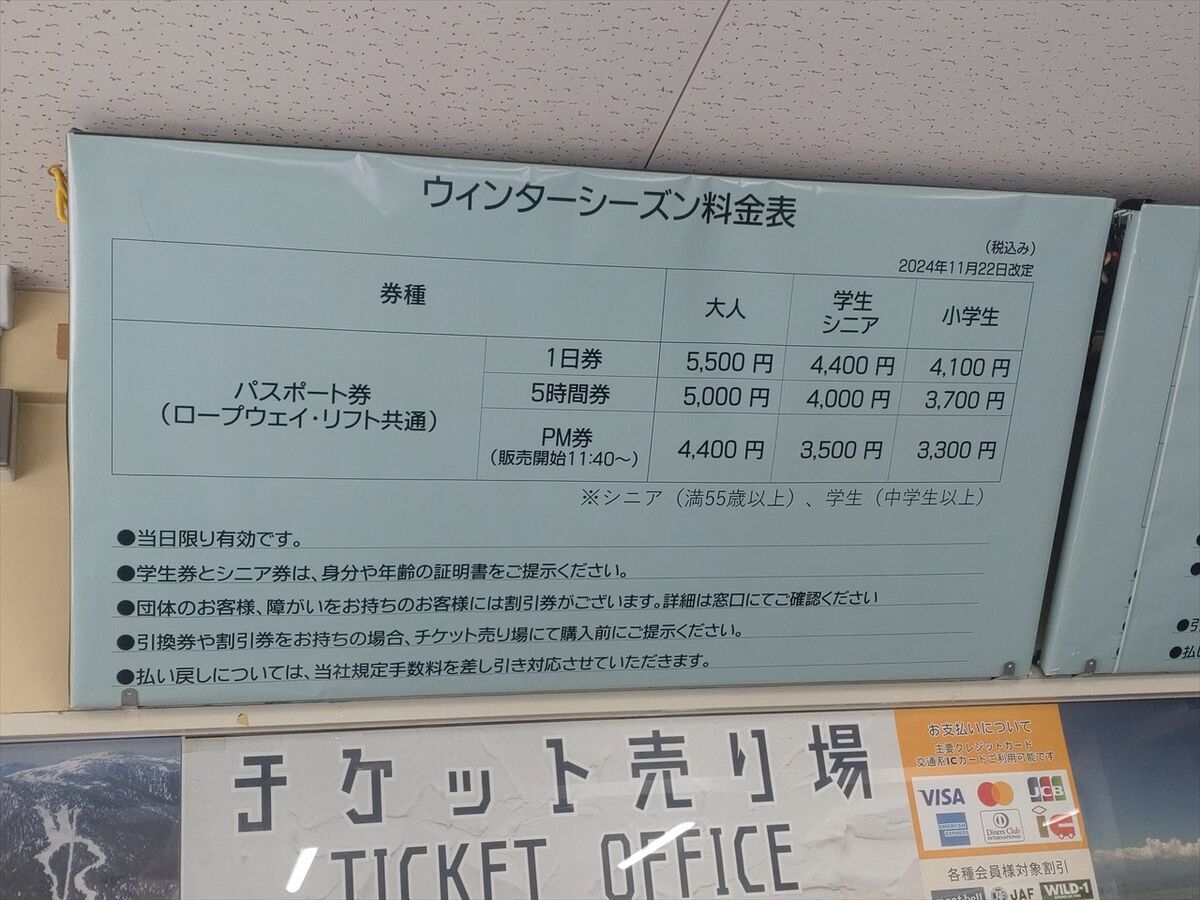 ウィンターシーズン料金表
（税込み）
2024年11月22日改定
券種
大人
学生
シニア
小学生
パスポート券
（ロープウェイ・リフト共通）
1日券
5,500 円
4,400 円
4,100 円
5時間券
5,000 円
4,000 円
3,700 円
PM券
（販売開始11:40～）
4,400 円
3,500 円
3,300 円
※シニア（満55歳以上）、学生（中学生以上）
●当日限り有効です。
●学生券とシニア券は、身分や年齢の証明書をご提示ください。
●団体のお客様、障がいをお持ちのお客様には割引券がございます。詳細は窓口にてご確認ください
●引換券や割引券をお持ちの場合、チケット売り場にて購入前にご提示ください。
●払い戻しについては、当社規定手数料を差し引き対応させていただきます。
●引
●払い
チケット売り場
TICKET OFFICE
お支払いについて
主要クレジットカード
交通系ICカードご利用可能です
VISA
JCB
AMERICAN EXPRESS
Diners Club
INTERNATIONAL
各種会員様対象割引
JAF
WILD-1